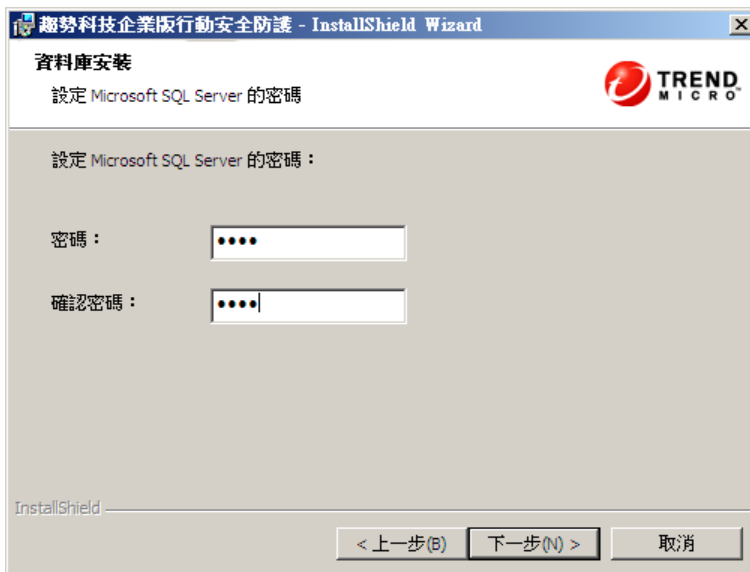 趨勢科技企業版行動安全防護 - InstallShield Wizard
資料庫安裝
設定 Microsoft SQL Server 的密碼
TREND
MICRO
設定 Microsoft SQL Server 的密碼：
密碼：
確認密碼：
InstallShield
< 上一步(B) 下一步(N) > 取消